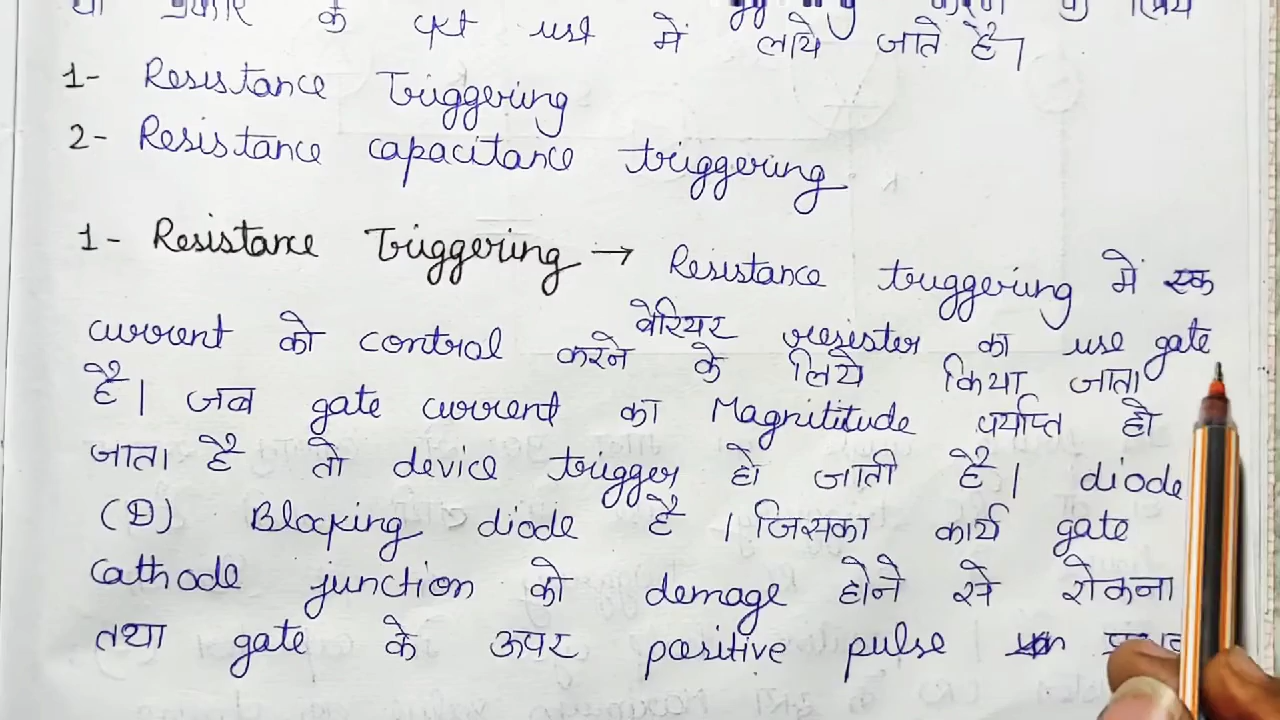 या प्रकार के ckt use में लाये जाते है।
1- Resistance Triggering
2- Resistance capacitance triggering
1- Resistance Triggering → Resistance triggering में एक
वेरियर resister का use gate
current को control करने के लिये किया जाता
है। जब gate current का Magnititude पर्याप्त हो
जाता है तो device trigger हो जाती है। diode
(D) Blocking diode है। जिसका कार्य gate
cathode junction को demage होने से रोकना
तथा gate के ऊपर positive pulse